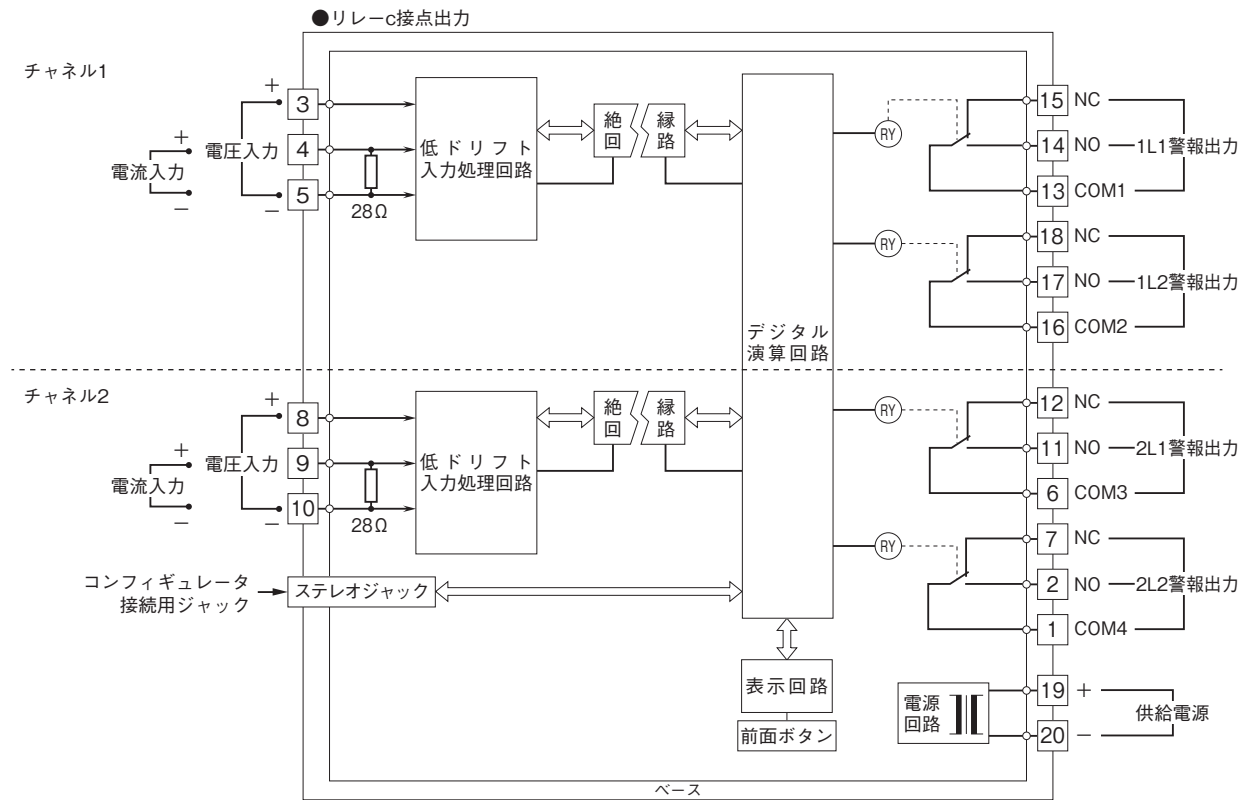 ●リレーc接点出力
チャネル1
+
3
+
電圧入力
4
電流入力
−
−
5
28Ω
低ドリフト
入力処理回路
絶
回
縁
路
デジタル
演算回路
RY
15 NC
14 NO 1L1警報出力
13 COM1
RY
18 NC
17 NO 1L2警報出力
16 COM2
チャネル2
+
8
+
電圧入力
9
電流入力
−
−
10
28Ω
低ドリフト
入力処理回路
絶
回
縁
路
RY
12 NC
11 NO 2L1警報出力
6 COM3
RY
7 NC
2 NO 2L2警報出力
1 COM4
コンフィギュレータ
接続用ジャック
ステレオジャック
表示回路
前面ボタン
電源
回路
19 +
供給電源
20 −
ベース